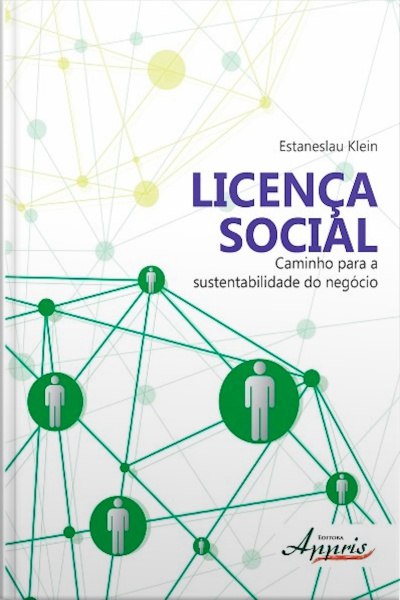 Estaneslau Klein
LICENÇA
SOCIAL
Caminho para a
sustentabilidade do negócio
EDITORA
Appris